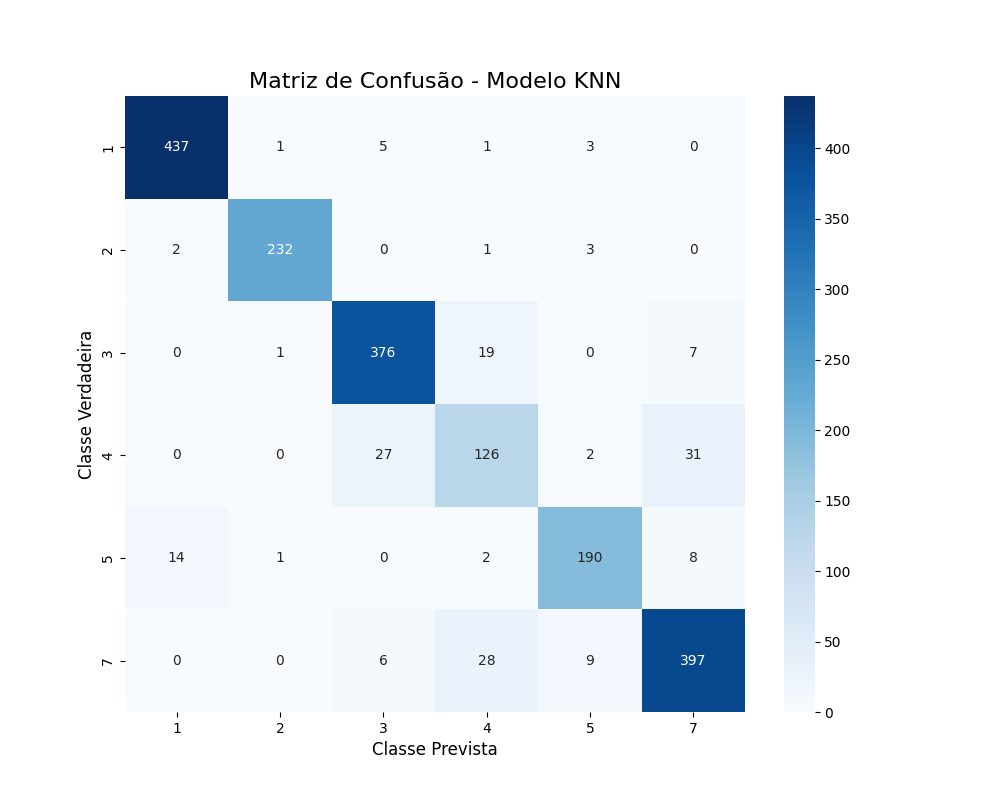 Matriz de Confusão - Modelo KNN
1 437 1 5 1 3 0
2 2 232 0 1 3 0
3 0 1 376 19 0 7
4 0 0 27 126 2 31
5 14 1 0 2 190 8
7 0 0 6 28 9 397
1 2 3 4 5 7
Classe Prevista
Classe Verdadeira
400
350
300
250
200
150
100
50
0